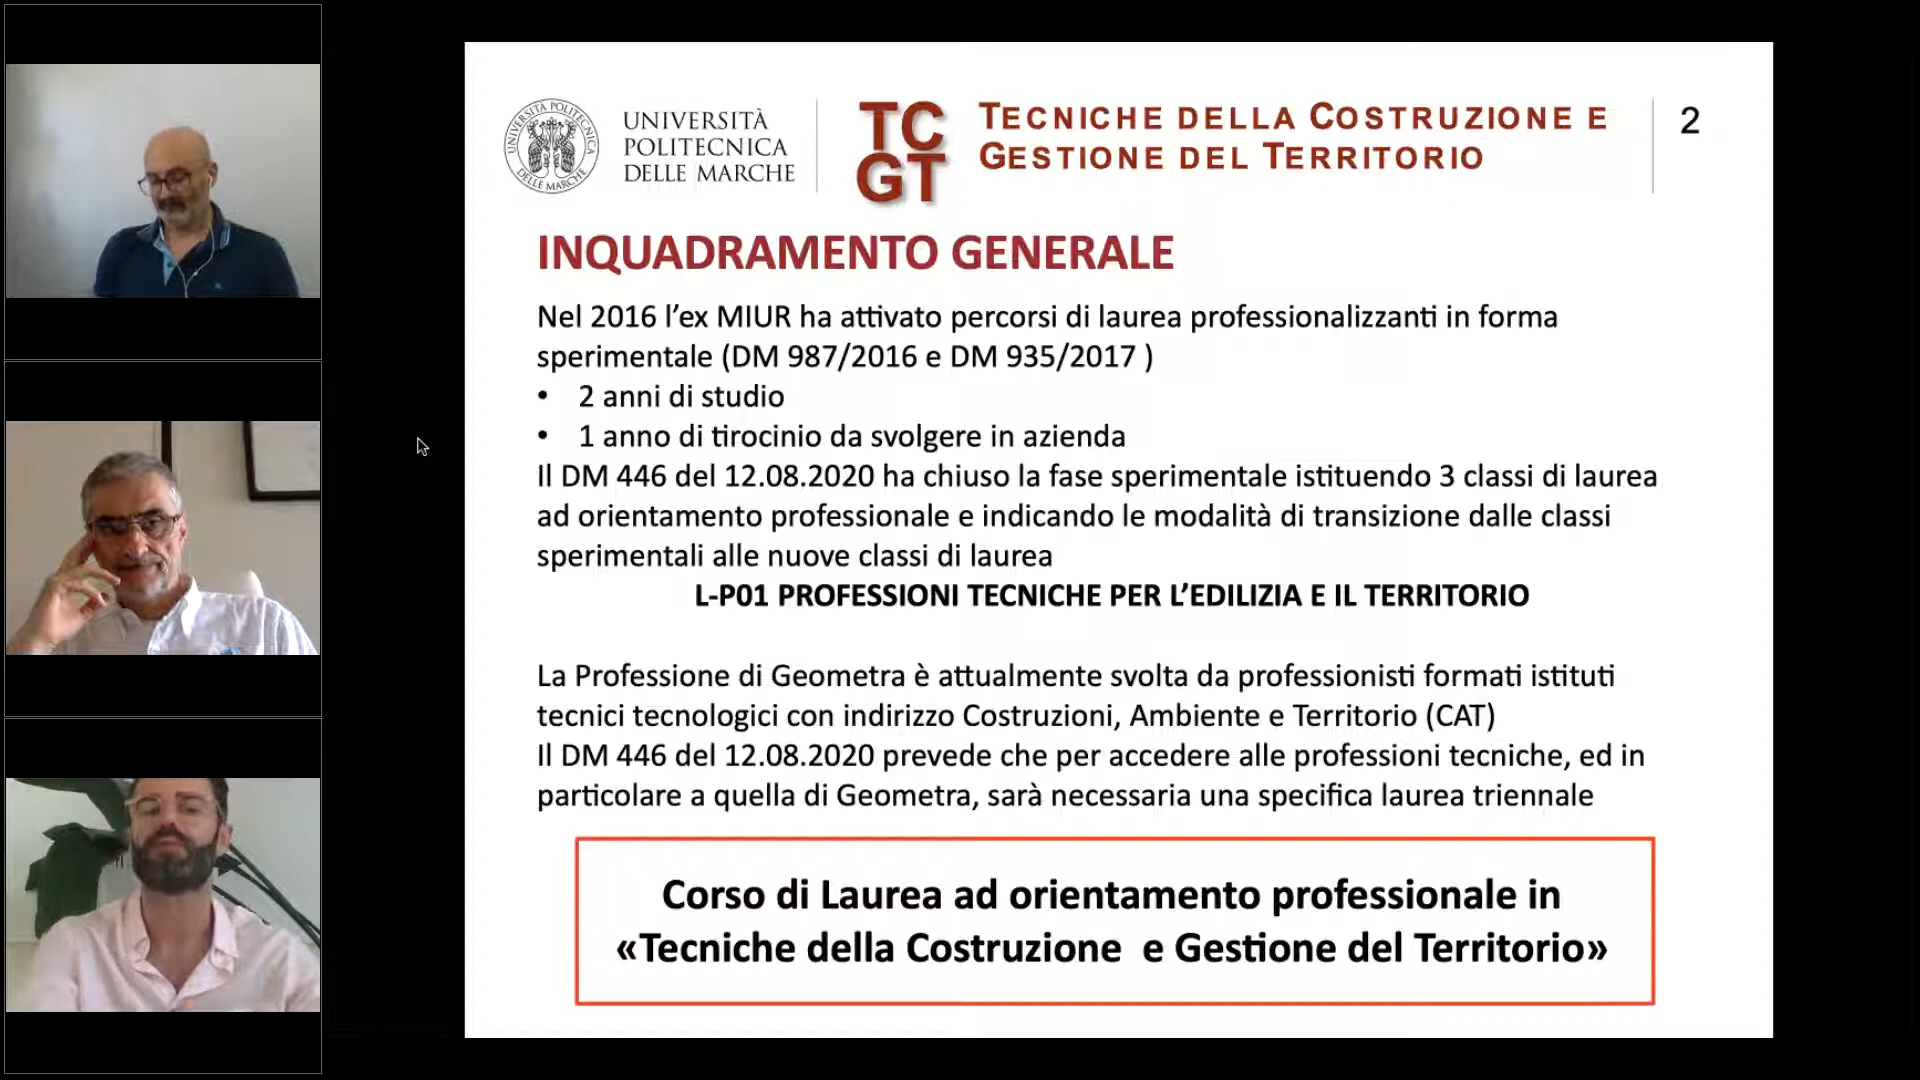 UNIVERSITÀ POLITECNICA
DELLE MARCHE
UNIVERSITÀ
POLITECNICA
DELLE MARCHE
TC
GT
TECNICHE DELLA COSTRUZIONE E
GESTIONE DEL TERRITORIO
2
INQUADRAMENTO GENERALE
Nel 2016 l’ex MIUR ha attivato percorsi di laurea professionalizzanti in forma
sperimentale (DM 987/2016 e DM 935/2017 )
• 2 anni di studio
• 1 anno di tirocinio da svolgere in azienda
Il DM 446 del 12.08.2020 ha chiuso la fase sperimentale istituendo 3 classi di laurea
ad orientamento professionale e indicando le modalità di transizione dalle classi
sperimentali alle nuove classi di laurea
L-P01 PROFESSIONI TECNICHE PER L’EDILIZIA E IL TERRITORIO
La Professione di Geometra è attualmente svolta da professionisti formati istituti
tecnici tecnologici con indirizzo Costruzioni, Ambiente e Territorio (CAT)
Il DM 446 del 12.08.2020 prevede che per accedere alle professioni tecniche, ed in
particolare a quella di Geometra, sarà necessaria una specifica laurea triennale
Corso di Laurea ad orientamento professionale in
«Tecniche della Costruzione  e Gestione del Territorio»